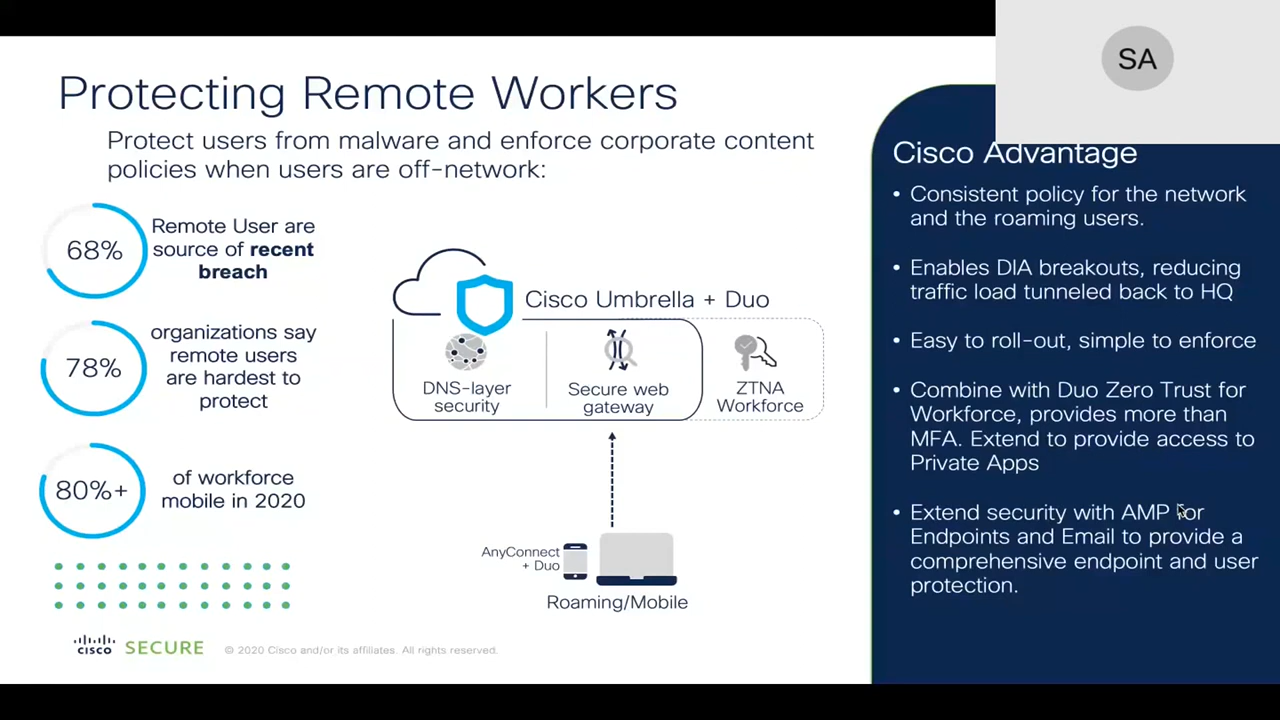 SA
Protecting Remote Workers
Protect users from malware and enforce corporate content
policies when users are off-network:
68%
Remote User are
source of recent
breach
78%
organizations say
remote users
are hardest to
protect
80%+
of workforce
mobile in 2020
Cisco Umbrella + Duo
DNS-layer
security
Secure web
gateway
ZTNA
Workforce
AnyConnect
+ Duo
Roaming/Mobile
Cisco Advantage
• Consistent policy for the network
and the roaming users.
• Enables DIA breakouts, reducing
traffic load tunneled back to HQ
• Easy to roll-out, simple to enforce
• Combine with Duo Zero Trust for
Workforce, provides more than
MFA. Extend to provide access to
Private Apps
• Extend security with AMP for
Endpoints and Email to provide a
comprehensive endpoint and user
protection.
cisco SECURE
© 2020 Cisco and/or its affiliates. All rights reserved.